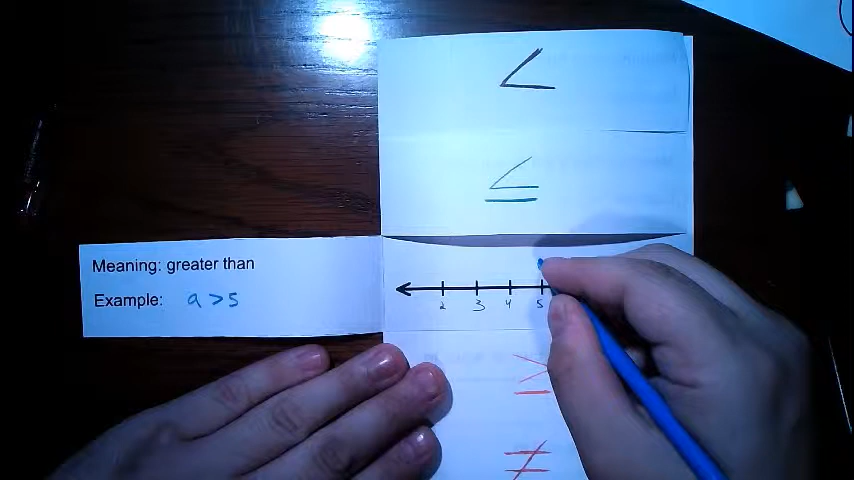 <
≤
Meaning: greater than
Example: a > 5
2 3 4 5
≥
≠